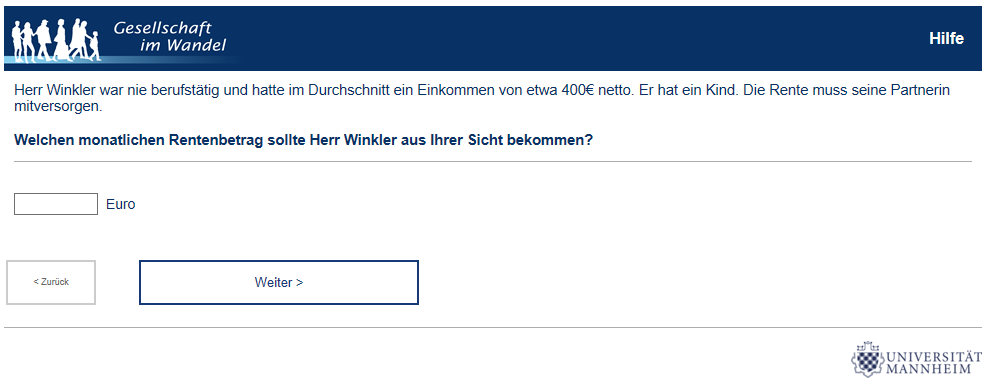 Gesellschaft
im Wandel
Hilfe
Herr Winkler war nie berufstätig und hatte im Durchschnitt ein Einkommen von etwa 400€ netto. Er hat ein Kind. Die Rente muss seine Partnerin
mitversorgen.
Welchen monatlichen Rentenbetrag sollte Herr Winkler aus Ihrer Sicht bekommen?
Euro
< Zurück
Weiter >
UNIVERSITÄT
MANNHEIM